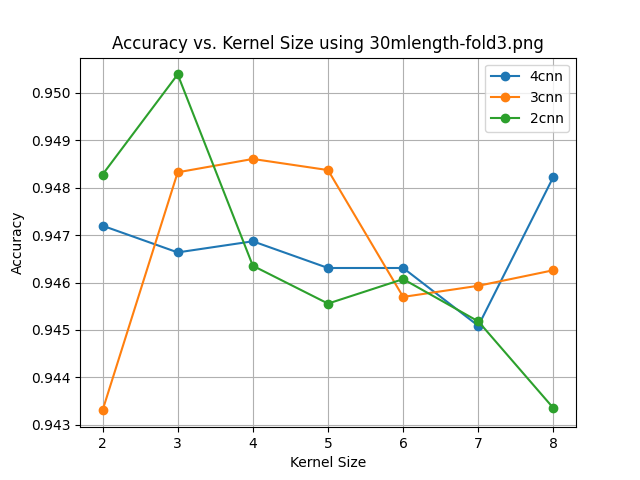 Accuracy vs. Kernel Size using 30mlength-fold3.png
4cnn
3cnn
2cnn
0.950
0.949
0.948
0.947
0.946
0.945
0.944
0.943
Accuracy
2 3 4 5 6 7 8
Kernel Size